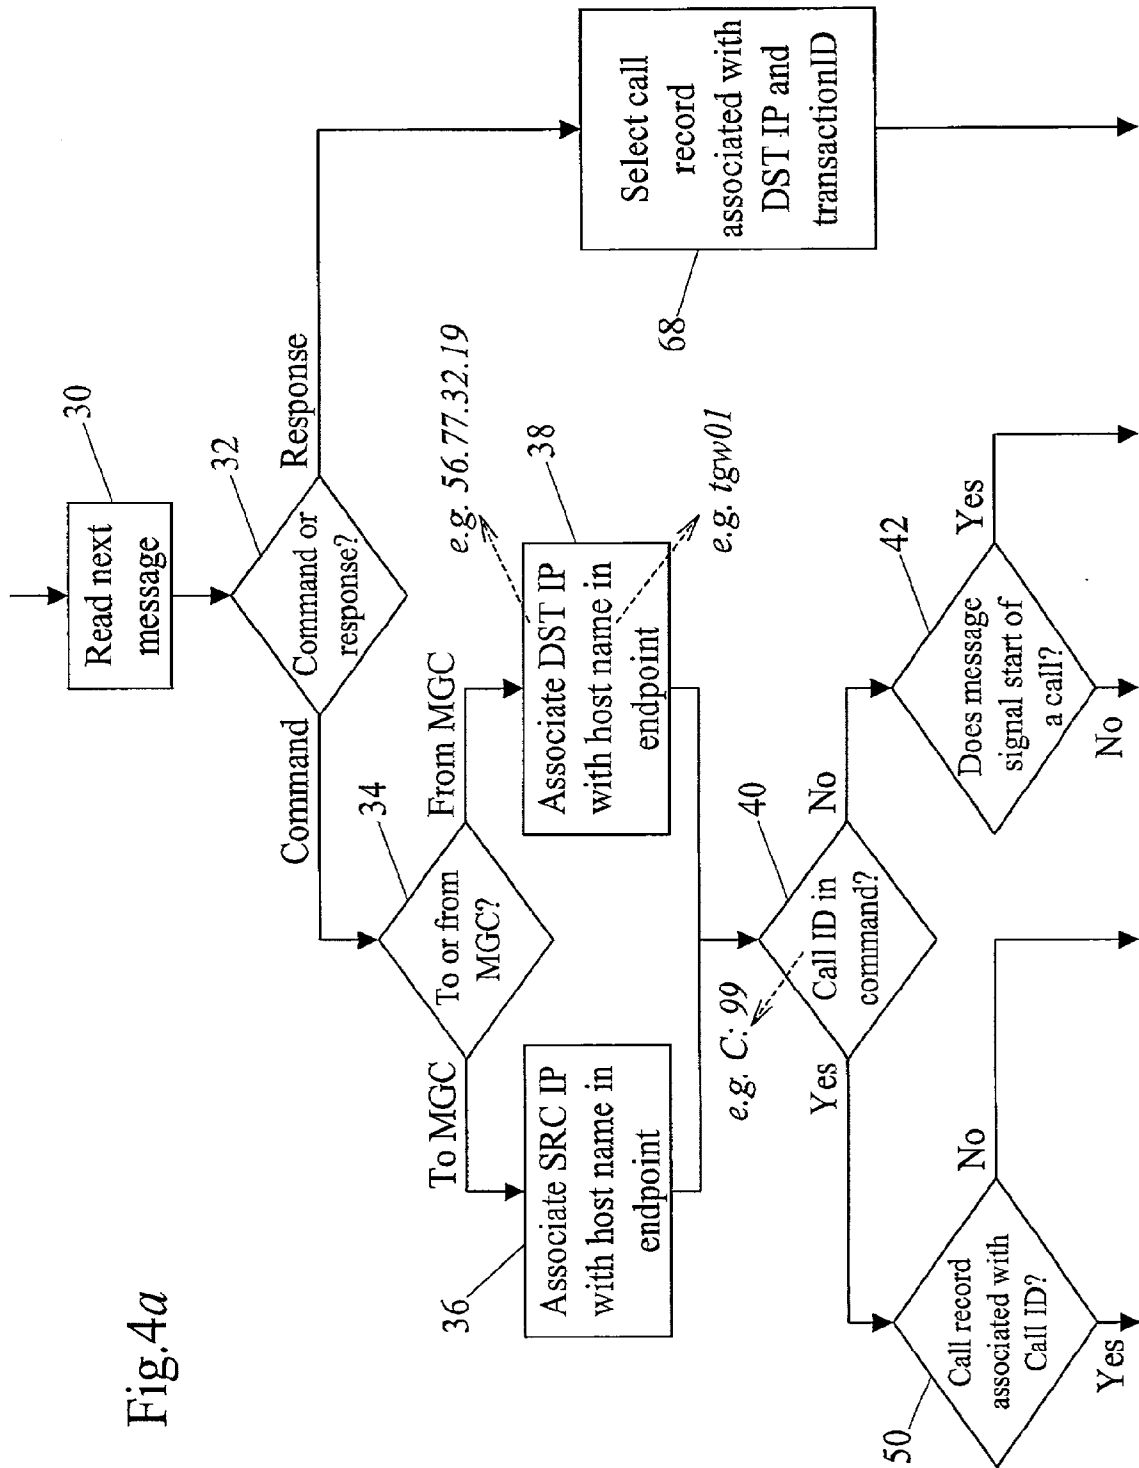 Fig.4a
30
Read next
message
32
Command or
response?
Command
Response
34
To or from
MGC?
To MGC
From MGC
36
Associate SRC IP
with host name in
endpoint
38
Associate DST IP
with host name in
endpoint
e.g. 56.77.32.19
e.g. tgw01
68
Select call
record
associated with
DST IP and
transactionID
40
Call ID in
command?
e.g. C: 99
Yes
No
42
Does message
signal start of
a call?
Yes
No
50
Call record
associated with
Call ID?
No
Yes